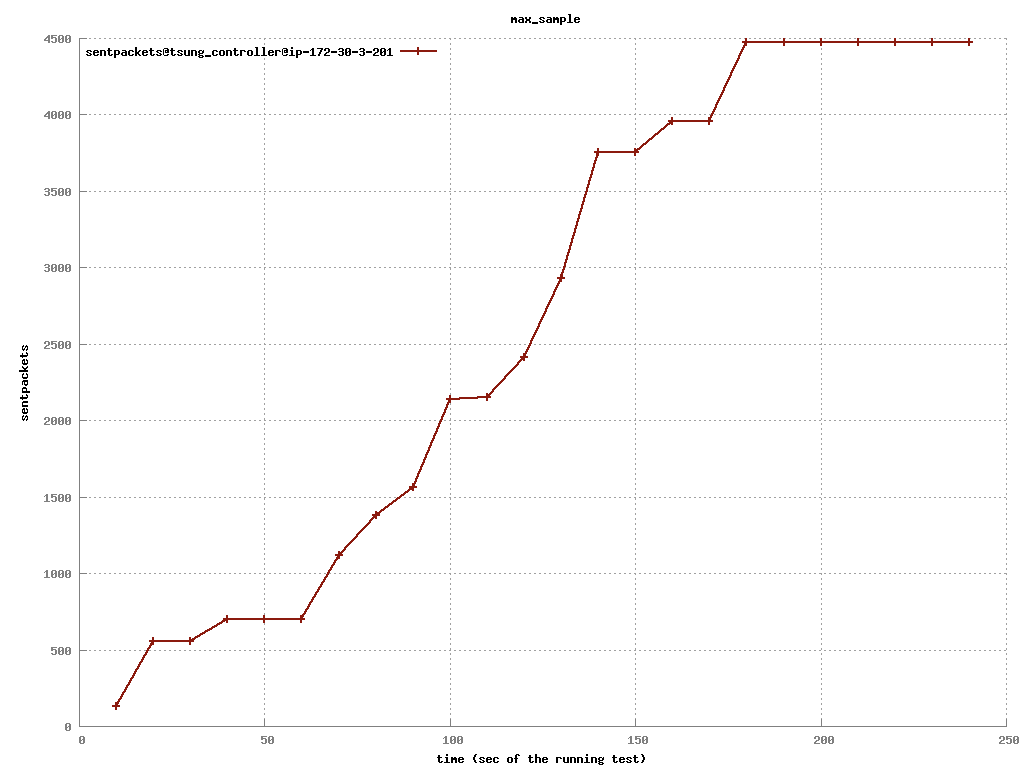 max_sample
sentpackets@tsung_controller@ip-172-30-3-201
4500
4000
3500
3000
2500
2000
1500
1000
500
0
sentpackets
0 50 100 150 200 250
time (sec of the running test)